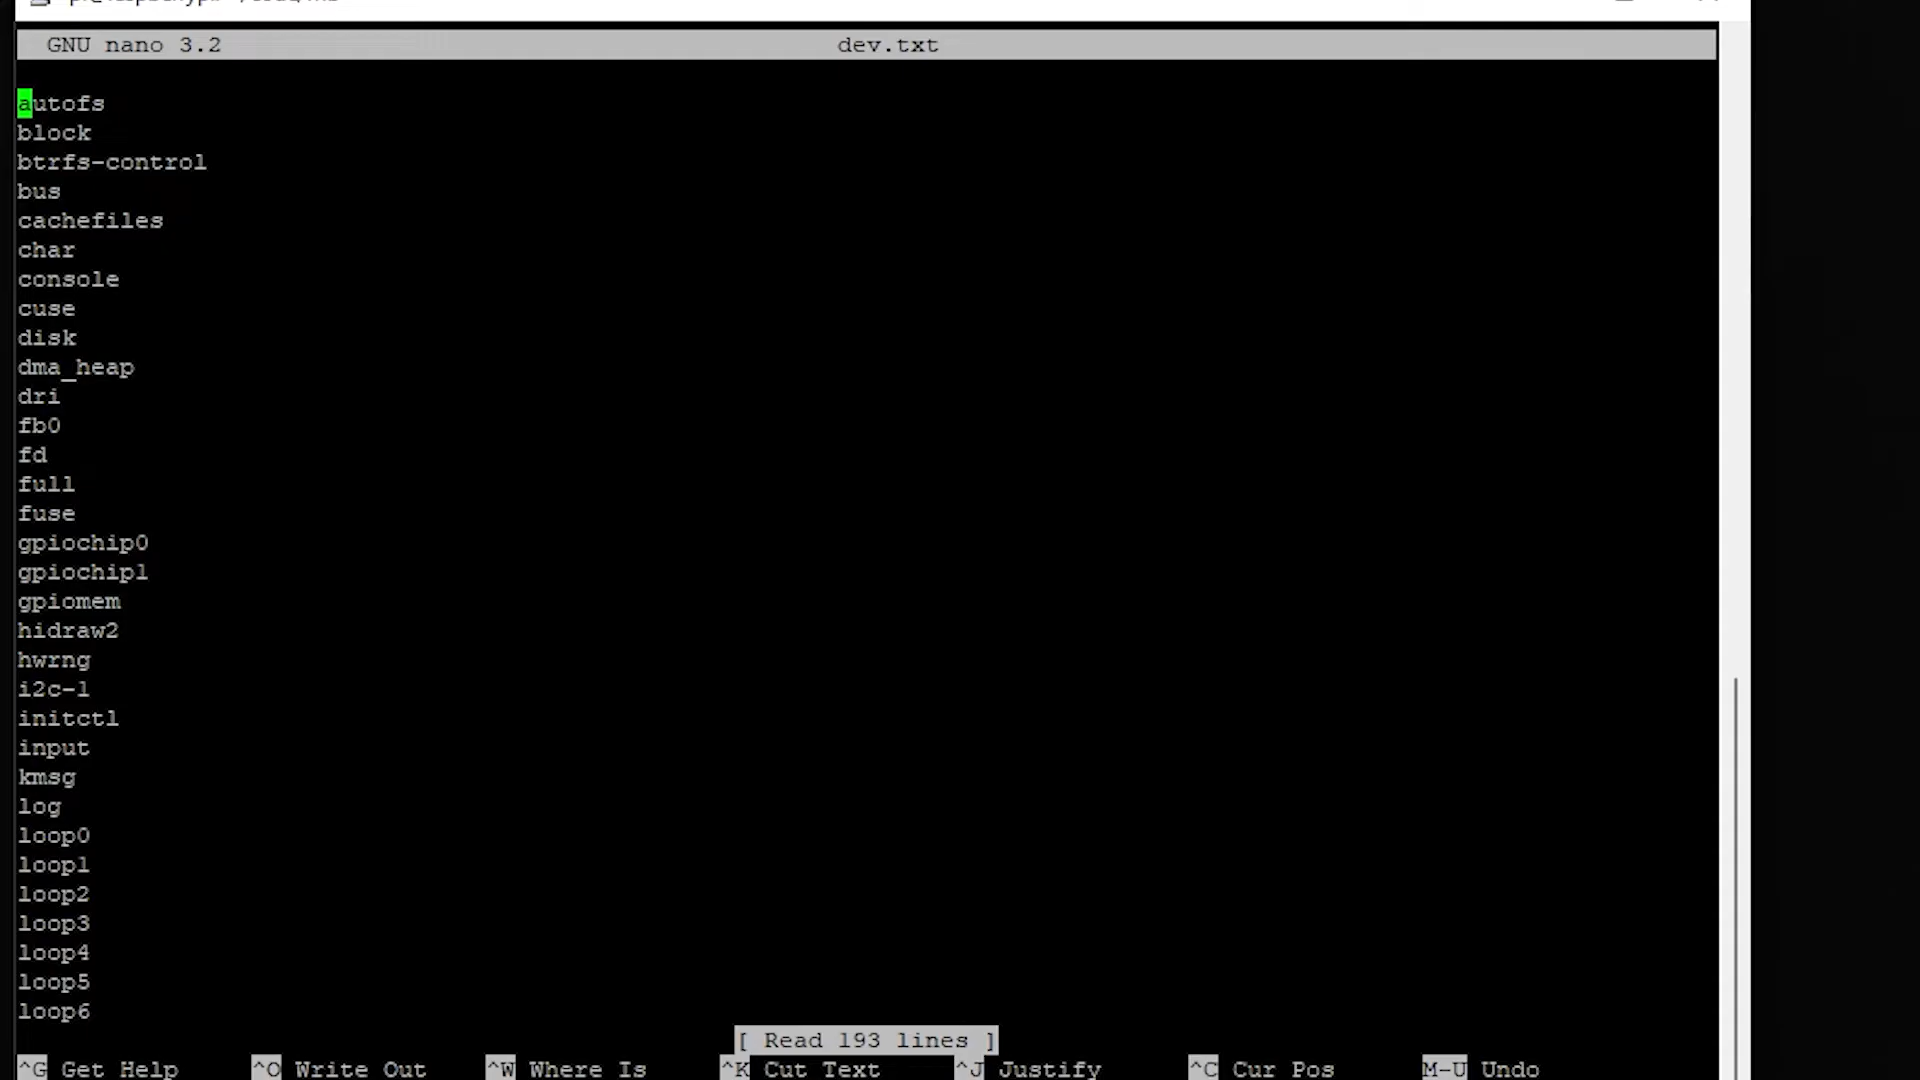 GNU nano 3.2 dev.txt
autofs
block
btrfs-control
bus
cachefiles
char
console
cuse
disk
dma_heap
dri
fb0
fd
full
fuse
gpiochip0
gpiochip1
gpiomem
hidraw2
hwrng
i2c-1
initctl
input
kmsg
log
loop0
loop1
loop2
loop3
loop4
loop5
loop6
[ Read 193 lines ]
^G Get Help ^O Write Out ^W Where Is ^K Cut Text ^J Justify ^C Cur Pos M-U Undo